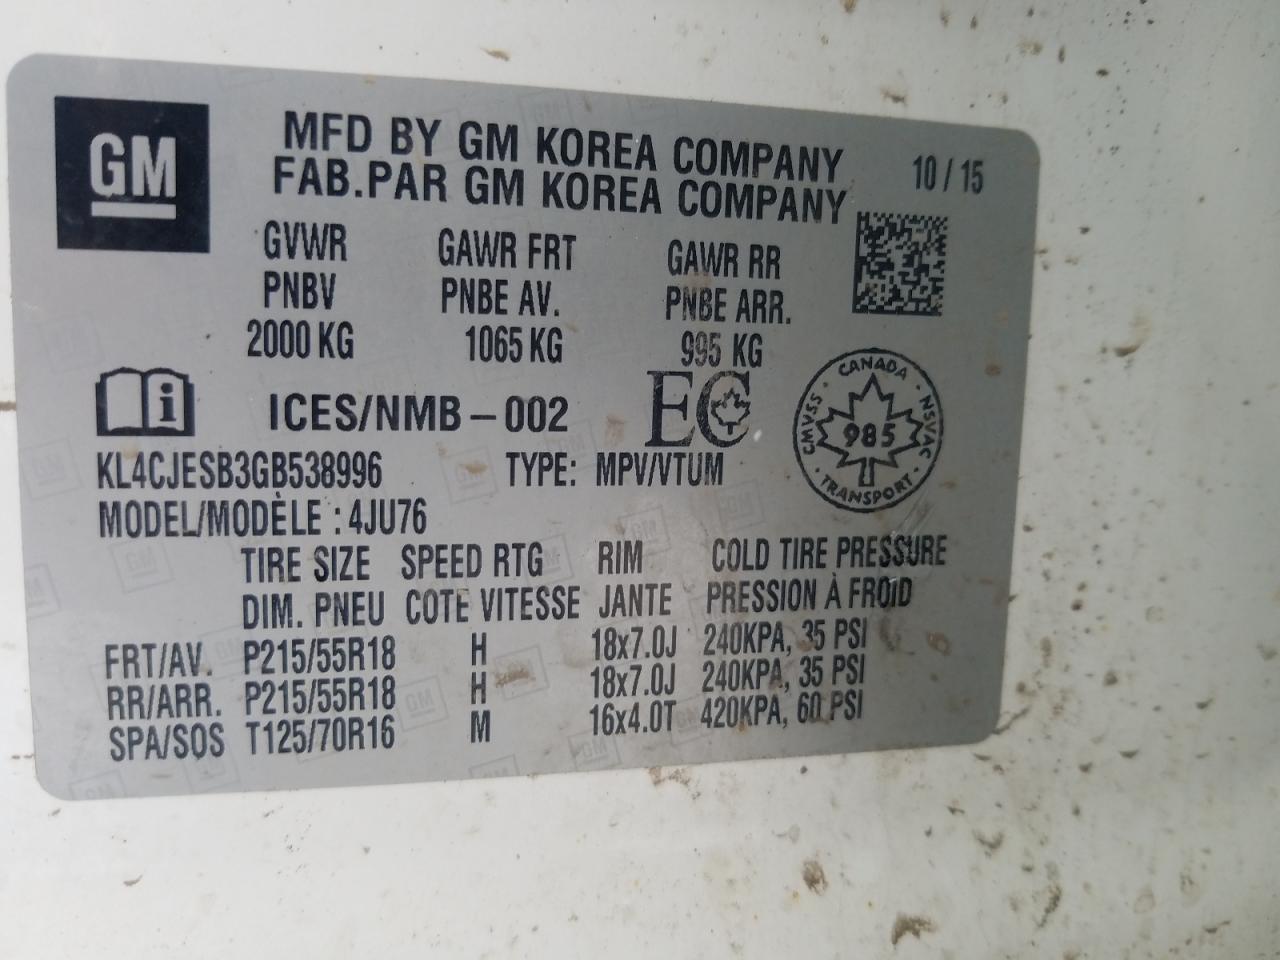 GM
MFD BY GM KOREA COMPANY 10 / 15
FAB.PAR GM KOREA COMPANY
GVWR GAWR FRT GAWR RR
PNBV PNBE AV. PNBE ARR.
2000 KG 1065 KG 995 KG
i ICES/NMB-002 EC
CANADA
CMVSS 985 NSVAC
TRANSPORT
KL4CJESB3GB538996 TYPE: MPV/VTUM
MODEL/MODÈLE : 4JU76
TIRE SIZE SPEED RTG RIM COLD TIRE PRESSURE
DIM. PNEU COTE VITESSE JANTE PRESSION À FROID
FRT/AV. P215/55R18 H 18x7.0J 240KPA, 35 PSI
RR/ARR. P215/55R18 H 18x7.0J 240KPA, 35 PSI
SPA/SOS T125/70R16 M 16x4.0T 420KPA, 60 PSI